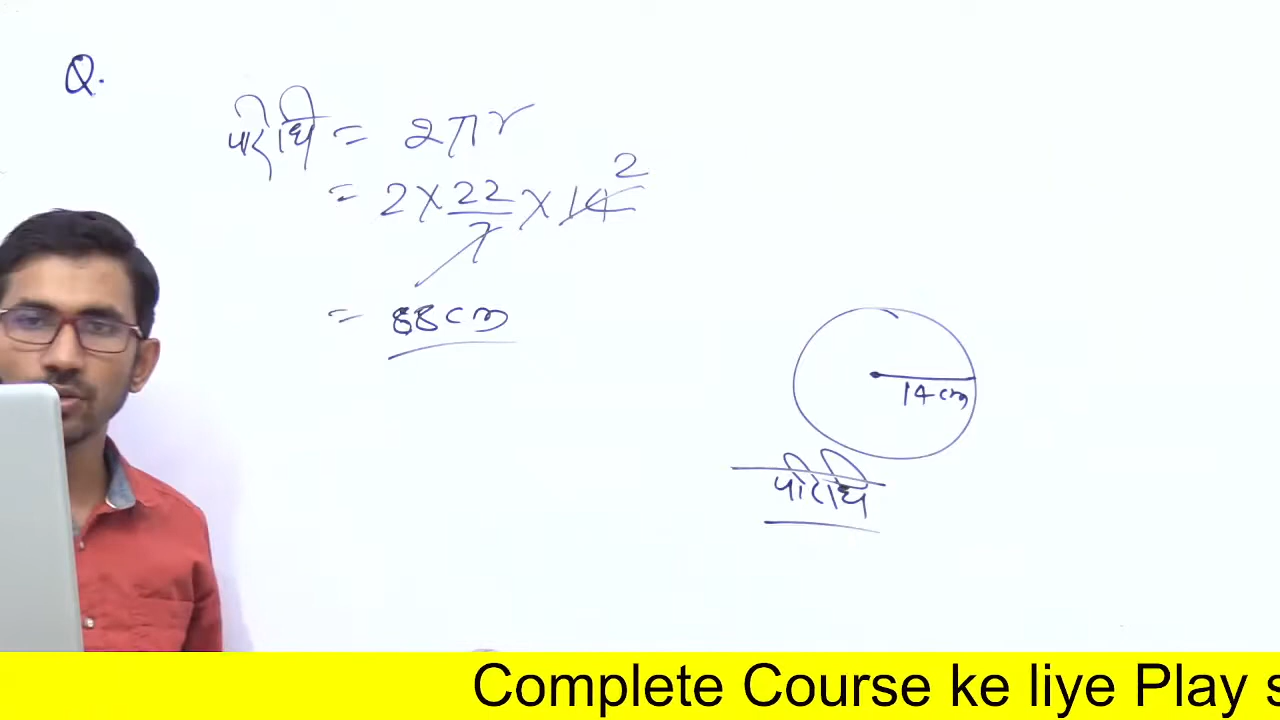 Q.
परिधि = 2πr
= 2 × 22/7 × 14 2
= 88 cm
14 cm
परिधि
Complete Course ke liye Play s